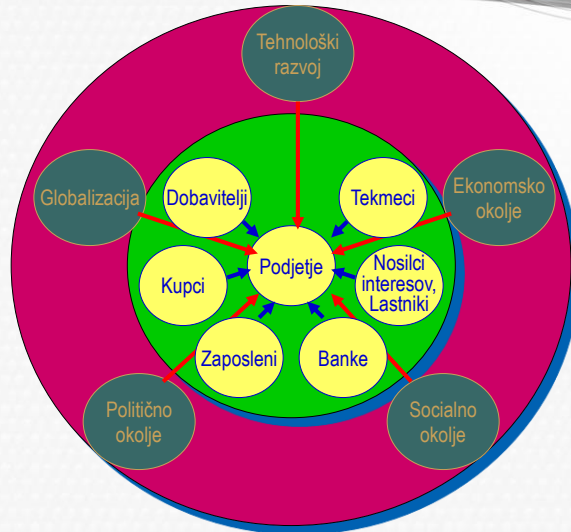 Tehnološki
razvoj
Globalizacija
Dobavitelji
Tekmeci
Ekonomsko
okolje
Podjetje
Kupci
Nosilci
interesov,
Lastniki
Zaposleni
Banke
Politično
okolje
Socialno
okolje